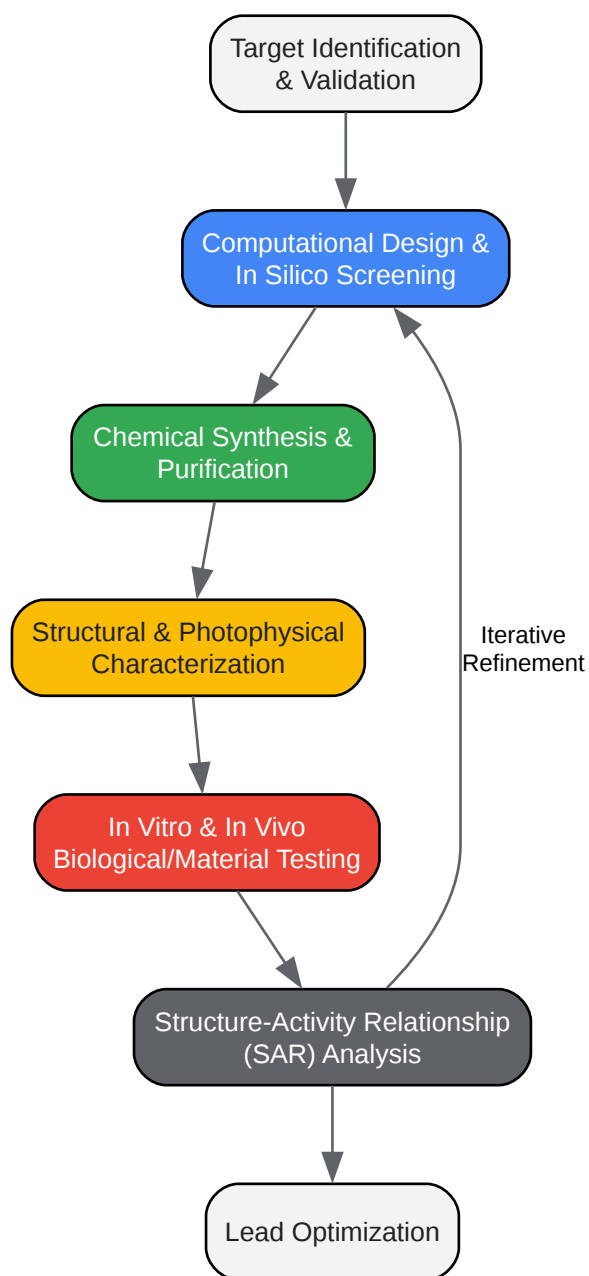 Target Identification
& Validation
Computational Design &
In Silico Screening
Chemical Synthesis &
Purification
Structural & Photophysical
Characterization
Iterative
Refinement
In Vitro & In Vivo
Biological/Material Testing
Structure-Activity Relationship
(SAR) Analysis
Lead Optimization